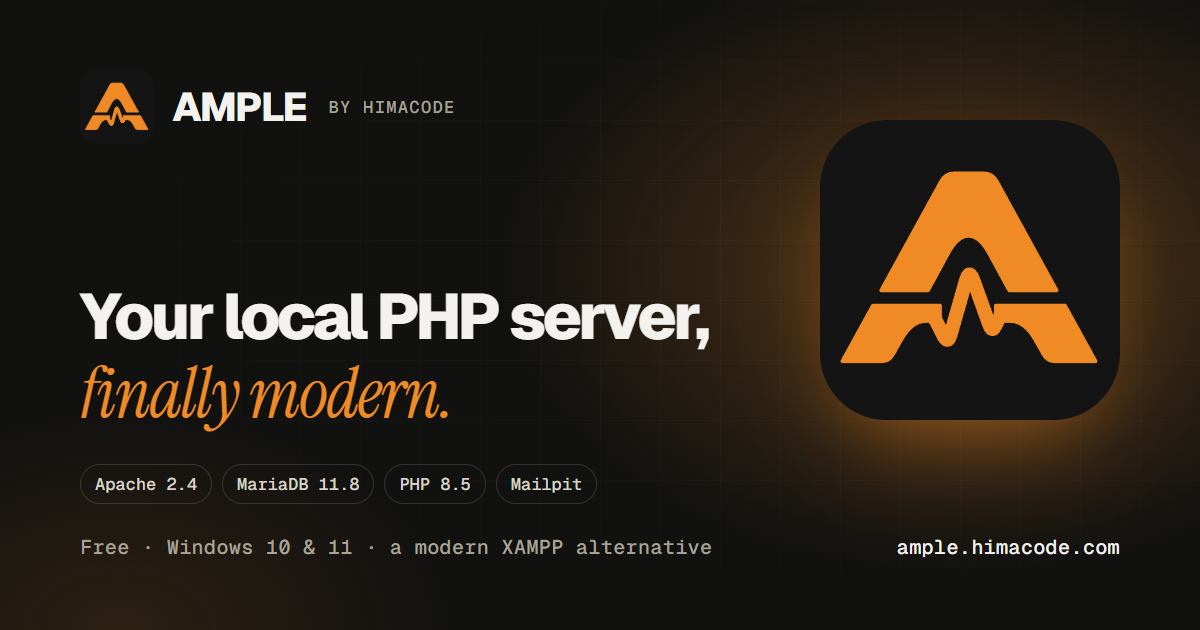 AMPLE BY HIMACODE
Your local PHP server,
finally modern.
Apache 2.4 MariaDB 11.8 PHP 8.5 Mailpit
Free · Windows 10 & 11 · a modern XAMPP alternative
ample.himacode.com